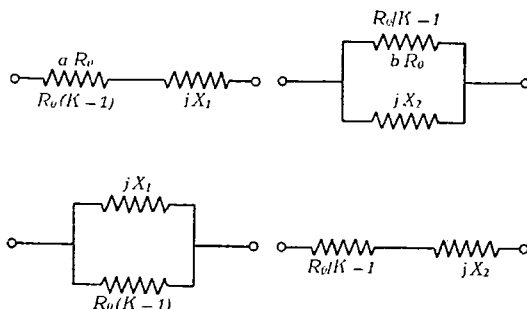 a R₀
R₀(K-1)
jX₁
R₀/K-1
b R₀
jX₂
jX₁
R₀(K-1)
R₀/K-1
jX₂